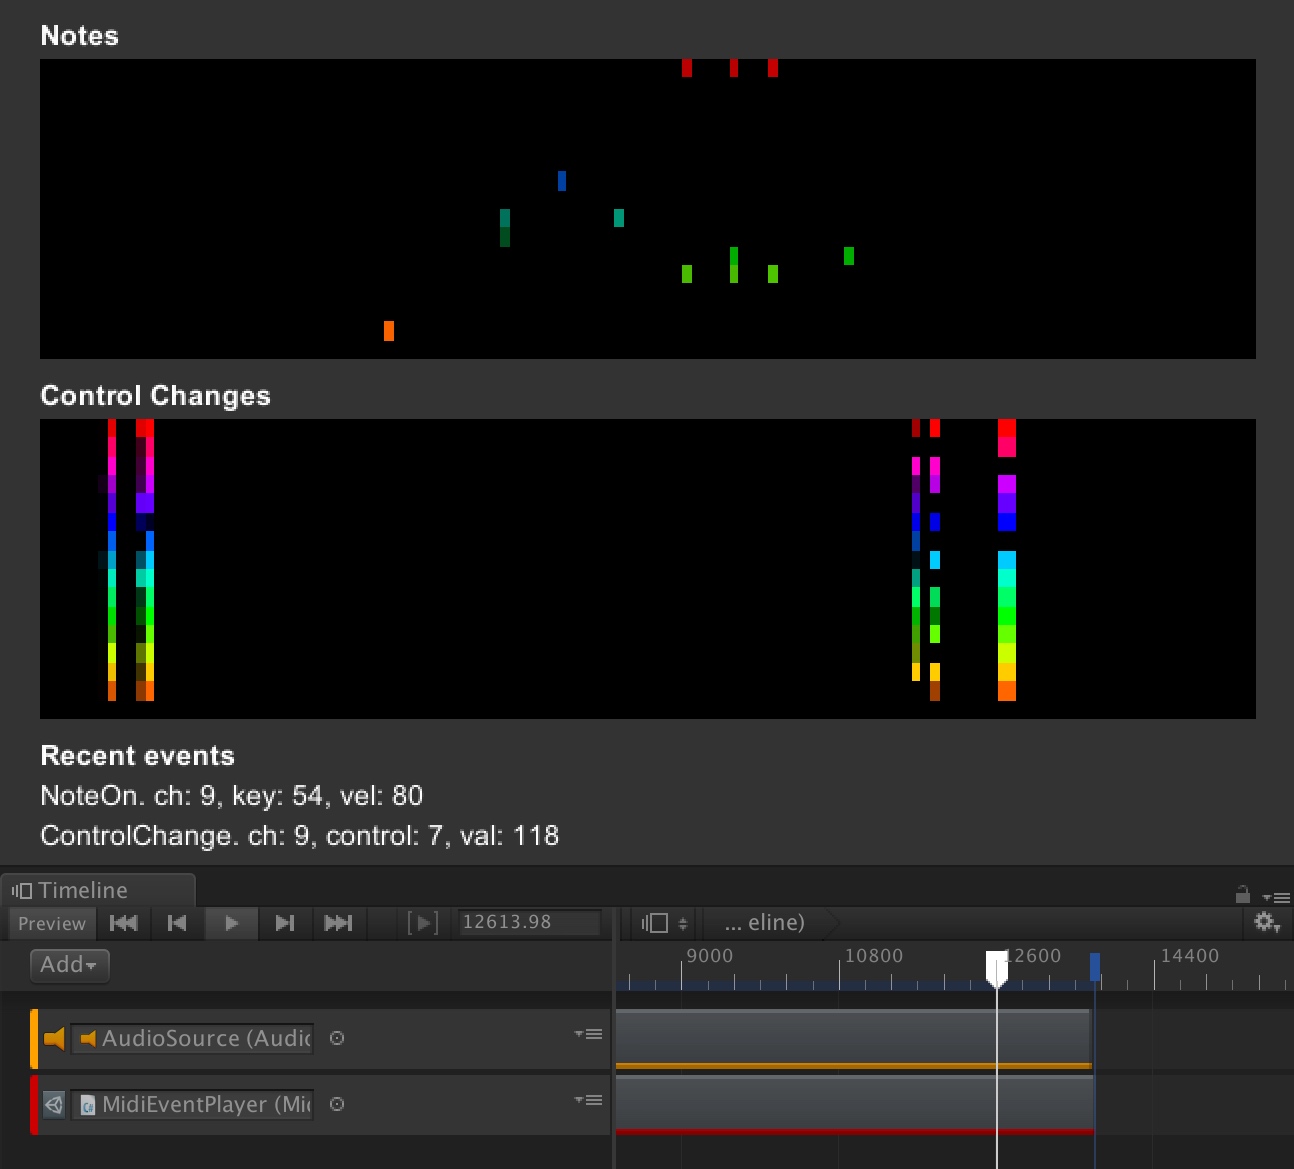 Notes
Control Changes
Recent events
NoteOn. ch: 9, key: 54, vel: 80
ControlChange. ch: 9, control: 7, val: 118
Timeline
Preview 12613.98 ... eline)
Add 9000 10800 12600 14400
AudioSource (Audio
MidiEventPlayer (Mi